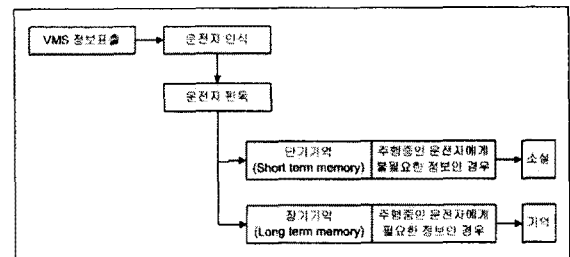 VMS 정보표출
운전자 인식
운전자 판독
단기기억
(Short term memory)
주행중인 운전자에게
불필요한 정보인 경우
소실
장기기억
(Long term memory)
주행중인 운전자에게
필요한 정보인 경우
기억